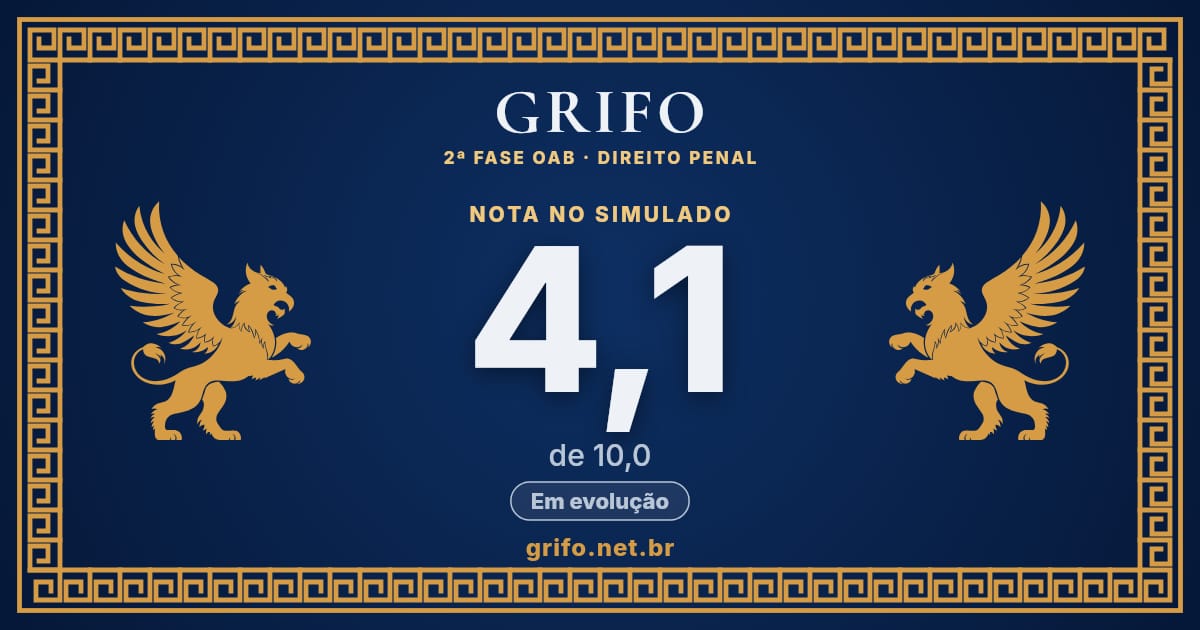 GRIFO
2ª FASE OAB · DIREITO PENAL
NOTA NO SIMULADO
4,1
de 10,0
Em evolução
grifo.net.br